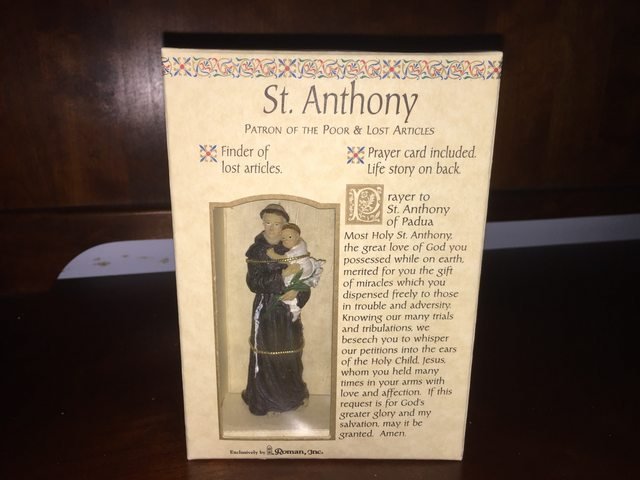 St. Anthony
PATRON OF THE POOR & LOST ARTICLES
Finder of
lost articles.
Prayer card included.
Life story on back.
Prayer to
St. Anthony
of Padua
Most Holy St. Anthony,
the great love of God you
possessed while on earth,
merited for you the gift
of miracles which you
dispensed freely to those
in trouble and adversity.
Knowing our many trials
and tribulations, we
beseech you to whisper
our petitions into the ears
of the Holy Child, Jesus,
whom you held many
times in your arms with
love and affection. If this
request is for God's
greater glory and my
salvation, may it be
granted. Amen.
Exclusively by Roman, Inc.